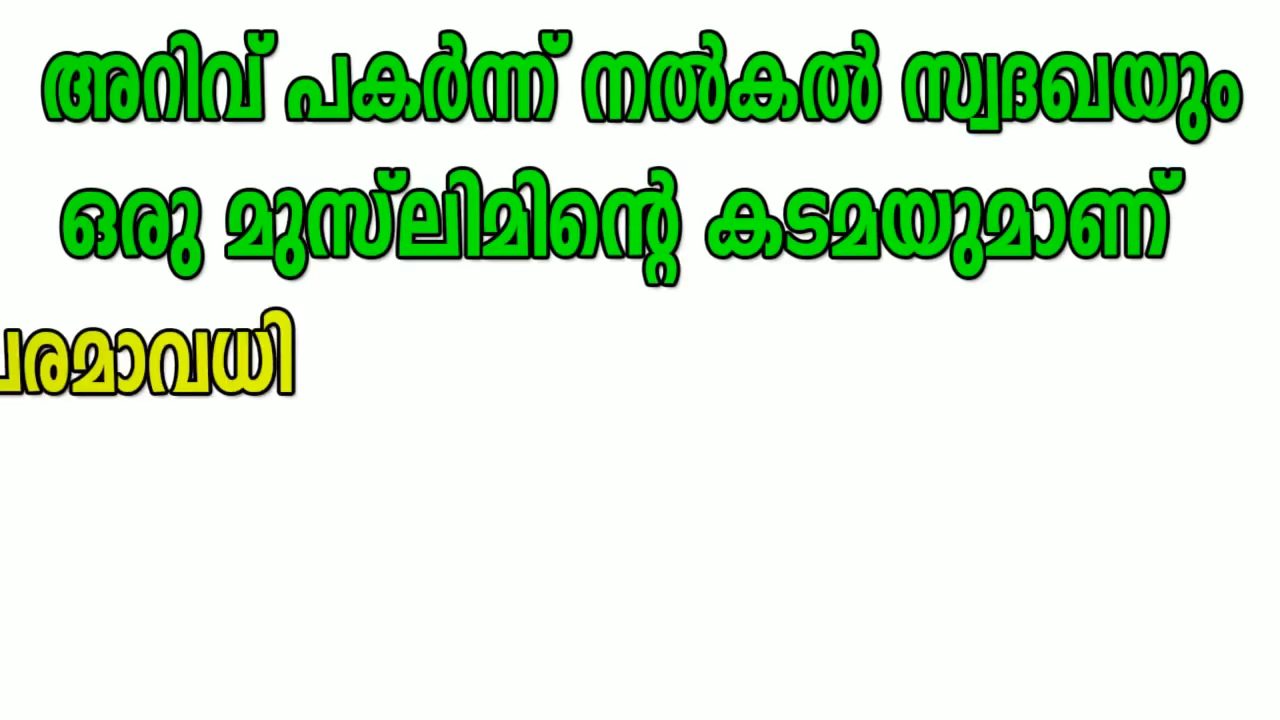 അറിവ് പകർന്ന് നൽകൽ സ്വദഖയും
ഒരു മുസ്‌ലിമിന്റെ കടമയുമാണ്
പരമാവധി